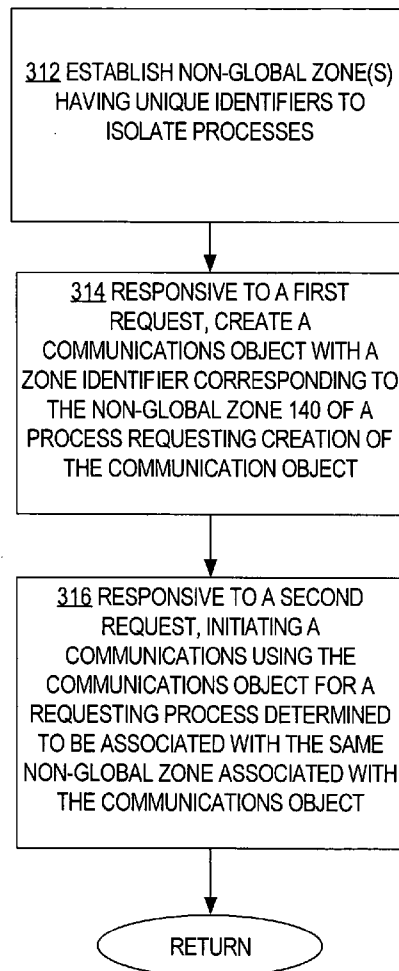 312 ESTABLISH NON-GLOBAL ZONE(S)
HAVING UNIQUE IDENTIFIERS TO
ISOLATE PROCESSES
314 RESPONSIVE TO A FIRST
REQUEST, CREATE A
COMMUNICATIONS OBJECT WITH A
ZONE IDENTIFIER CORRESPONDING TO
THE NON-GLOBAL ZONE 140 OF A
PROCESS REQUESTING CREATION OF
THE COMMUNICATION OBJECT
316 RESPONSIVE TO A SECOND
REQUEST, INITIATING A
COMMUNICATIONS USING THE
COMMUNICATIONS OBJECT FOR A
REQUESTING PROCESS DETERMINED
TO BE ASSOCIATED WITH THE SAME
NON-GLOBAL ZONE ASSOCIATED WITH
THE COMMUNICATIONS OBJECT
RETURN